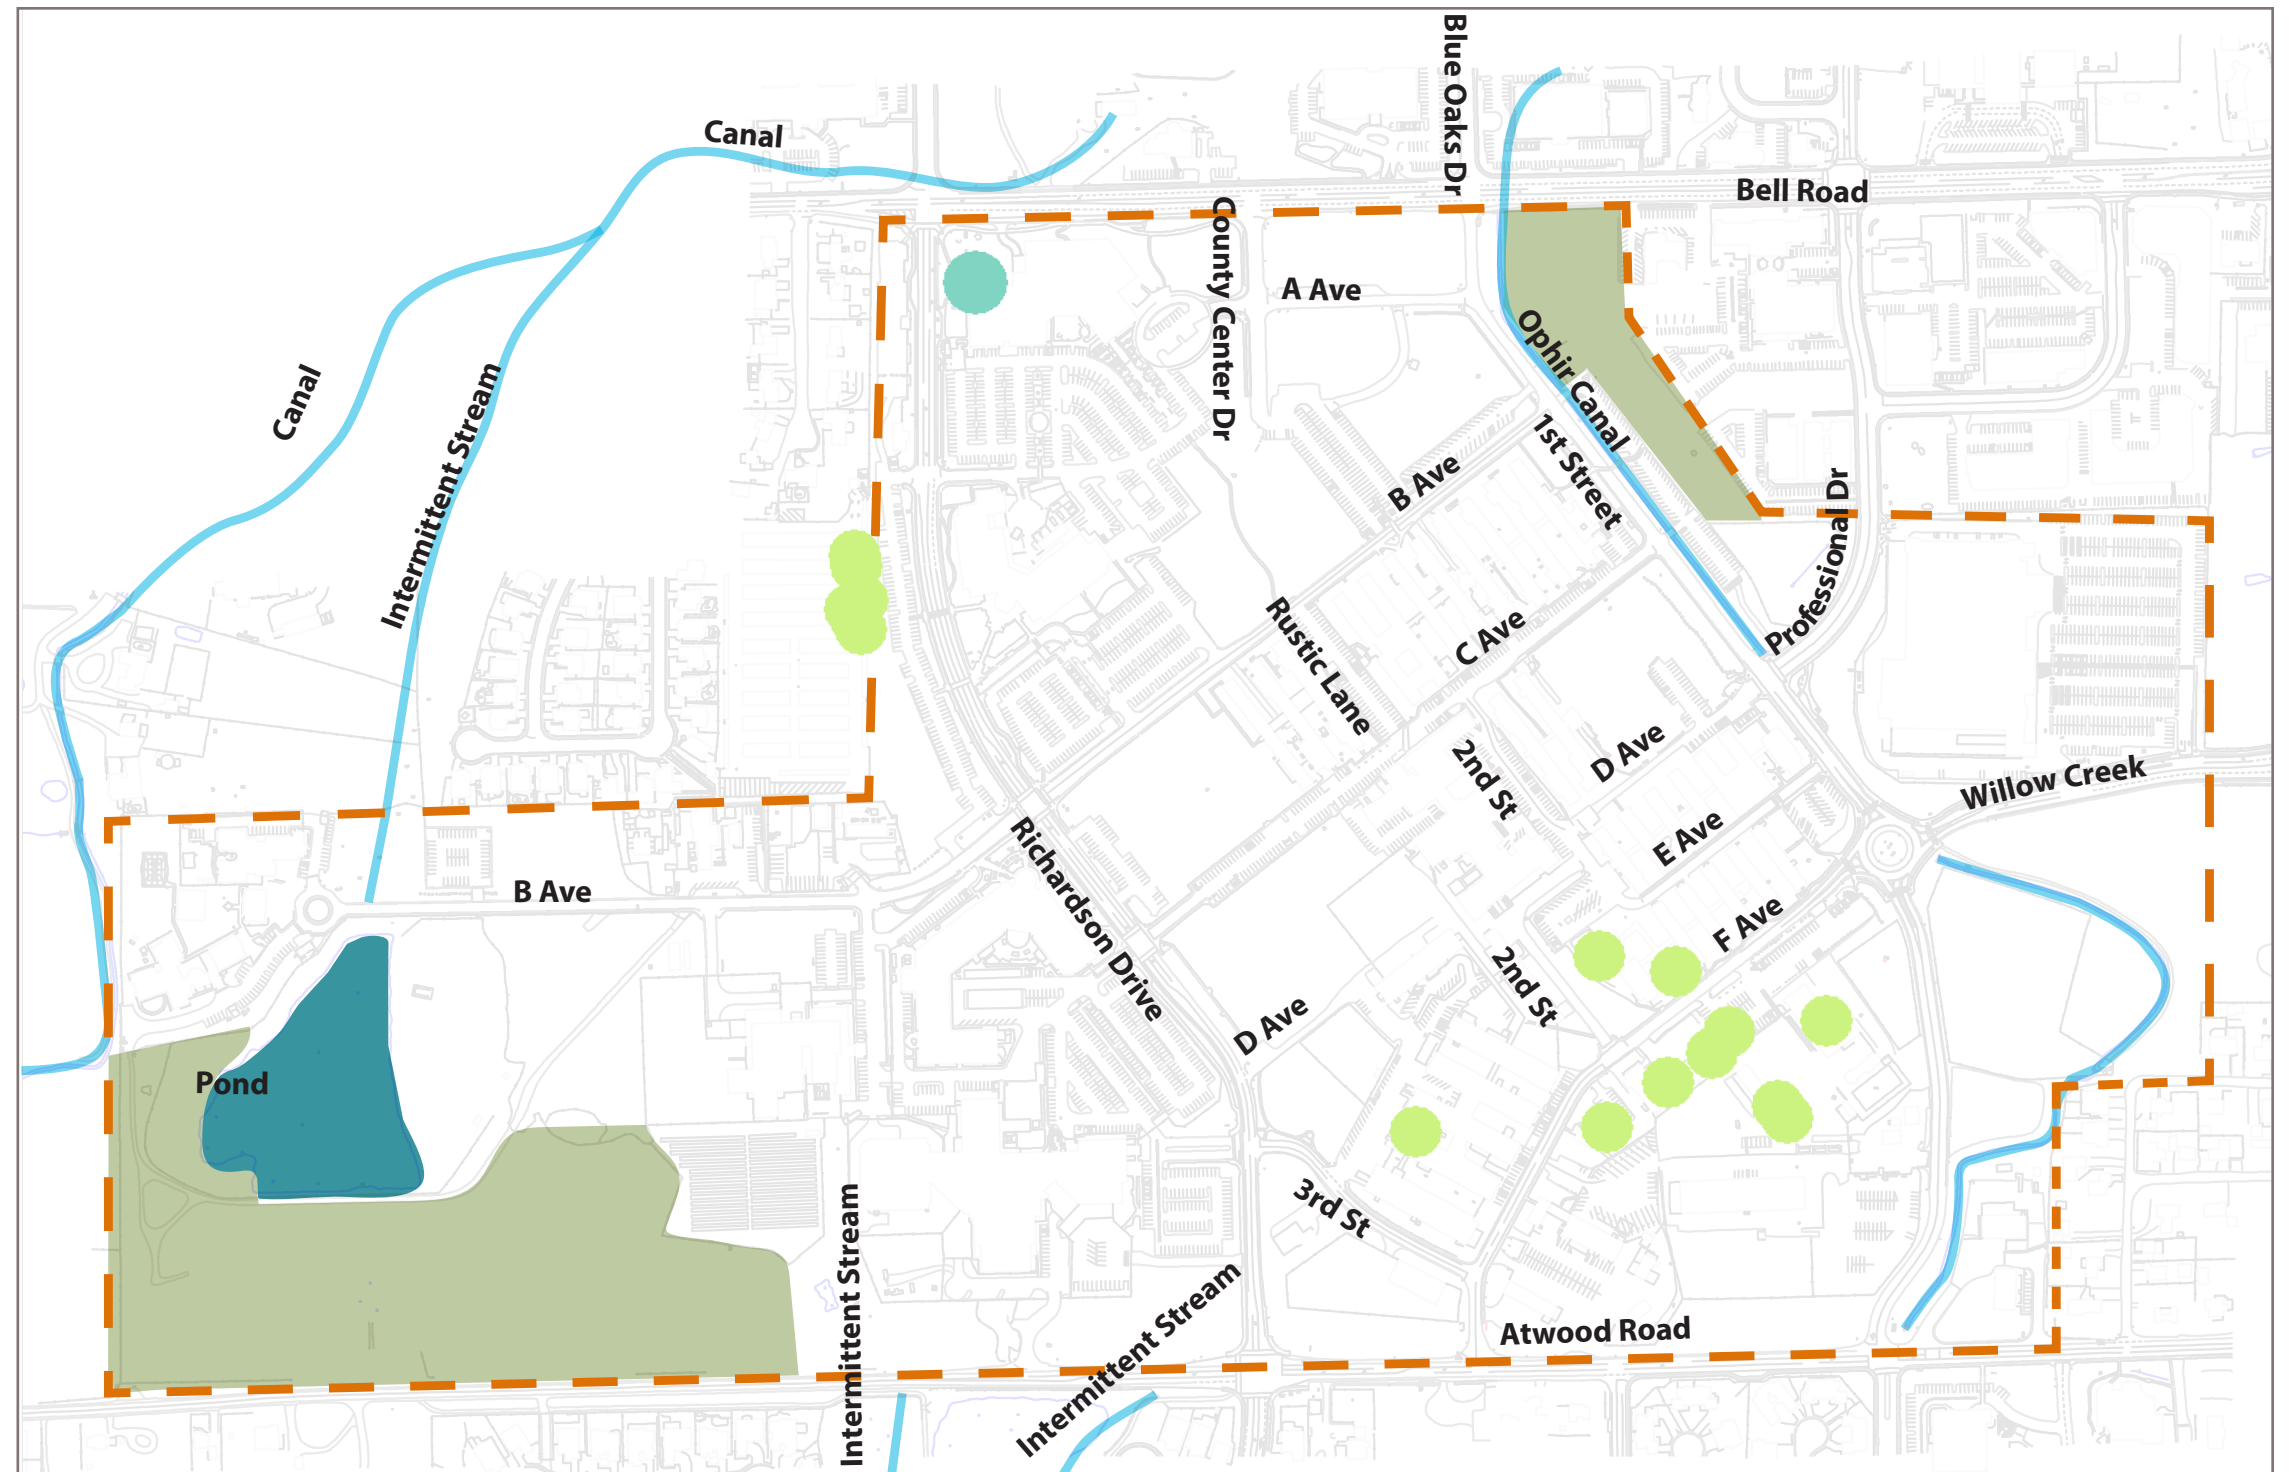 Blue Oaks Dr
Canal
Bell Road
County Center Dr
A Ave
Ophir Canal
Canal
Intermittent Stream
1st Street
B Ave
Professional Dr
Rustic Lane
C Ave
2nd St
D Ave
Willow Creek
E Ave
Richardson Drive
B Ave
F Ave
2nd St
D Ave
Pond
3rd St
Intermittent Stream
Intermittent Stream
Atwood Road